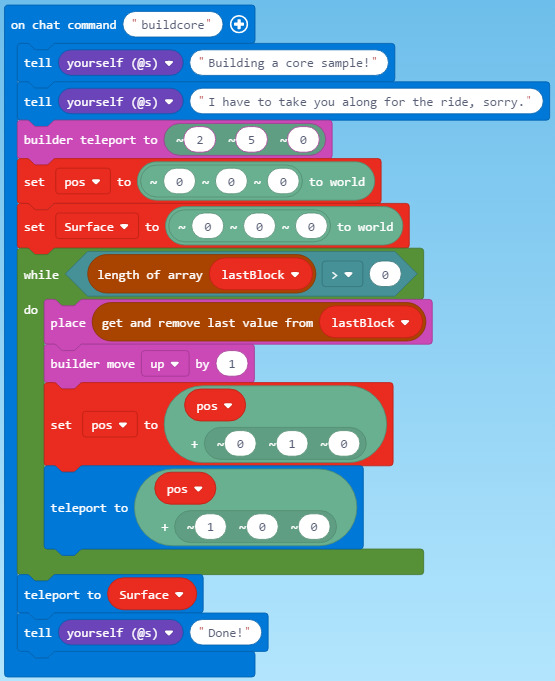 on chat command "buildcore"
tell yourself (@s) "Building a core sample!"
tell yourself (@s) "I have to take you along for the ride, sorry."
builder teleport to ~2 ~5 ~0
set pos to ~ 0 ~ 0 ~ 0 to world
set Surface to ~ 0 ~ 0 ~ 0 to world
while length of array lastBlock > 0
do
place get and remove last value from lastBlock
builder move up by 1
set pos to pos
+ ~0 ~1 ~0
teleport to pos
+ ~1 ~0 ~0
teleport to Surface
tell yourself (@s) "Done!"